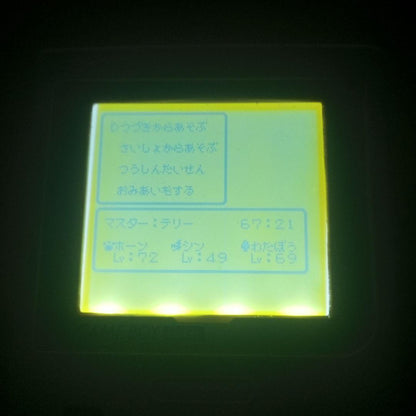 つづきからあそぶ
さいしょからあそぶ
つうしんたいせん
おみあいをする
マスター:テリー 67:21
ホーン シン わたぼう
Lv:72 Lv:49 Lv:69